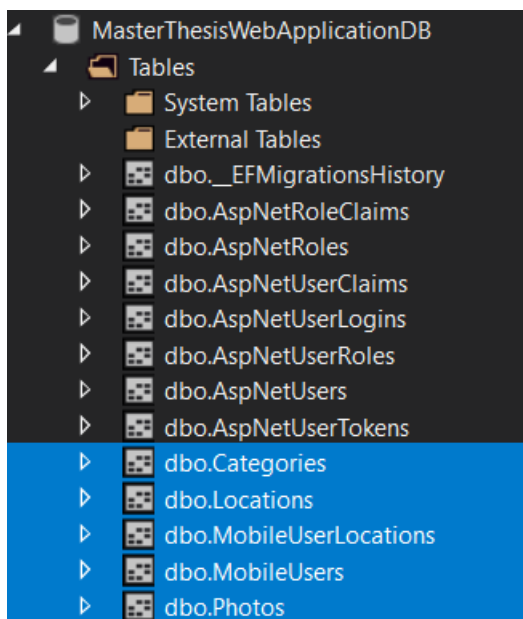 MasterThesisWebApplicationDB
Tables
System Tables
External Tables
dbo.__EFMigrationsHistory
dbo.AspNetRoleClaims
dbo.AspNetRoles
dbo.AspNetUserClaims
dbo.AspNetUserLogins
dbo.AspNetUserRoles
dbo.AspNetUsers
dbo.AspNetUserTokens
dbo.Categories
dbo.Locations
dbo.MobileUserLocations
dbo.MobileUsers
dbo.Photos